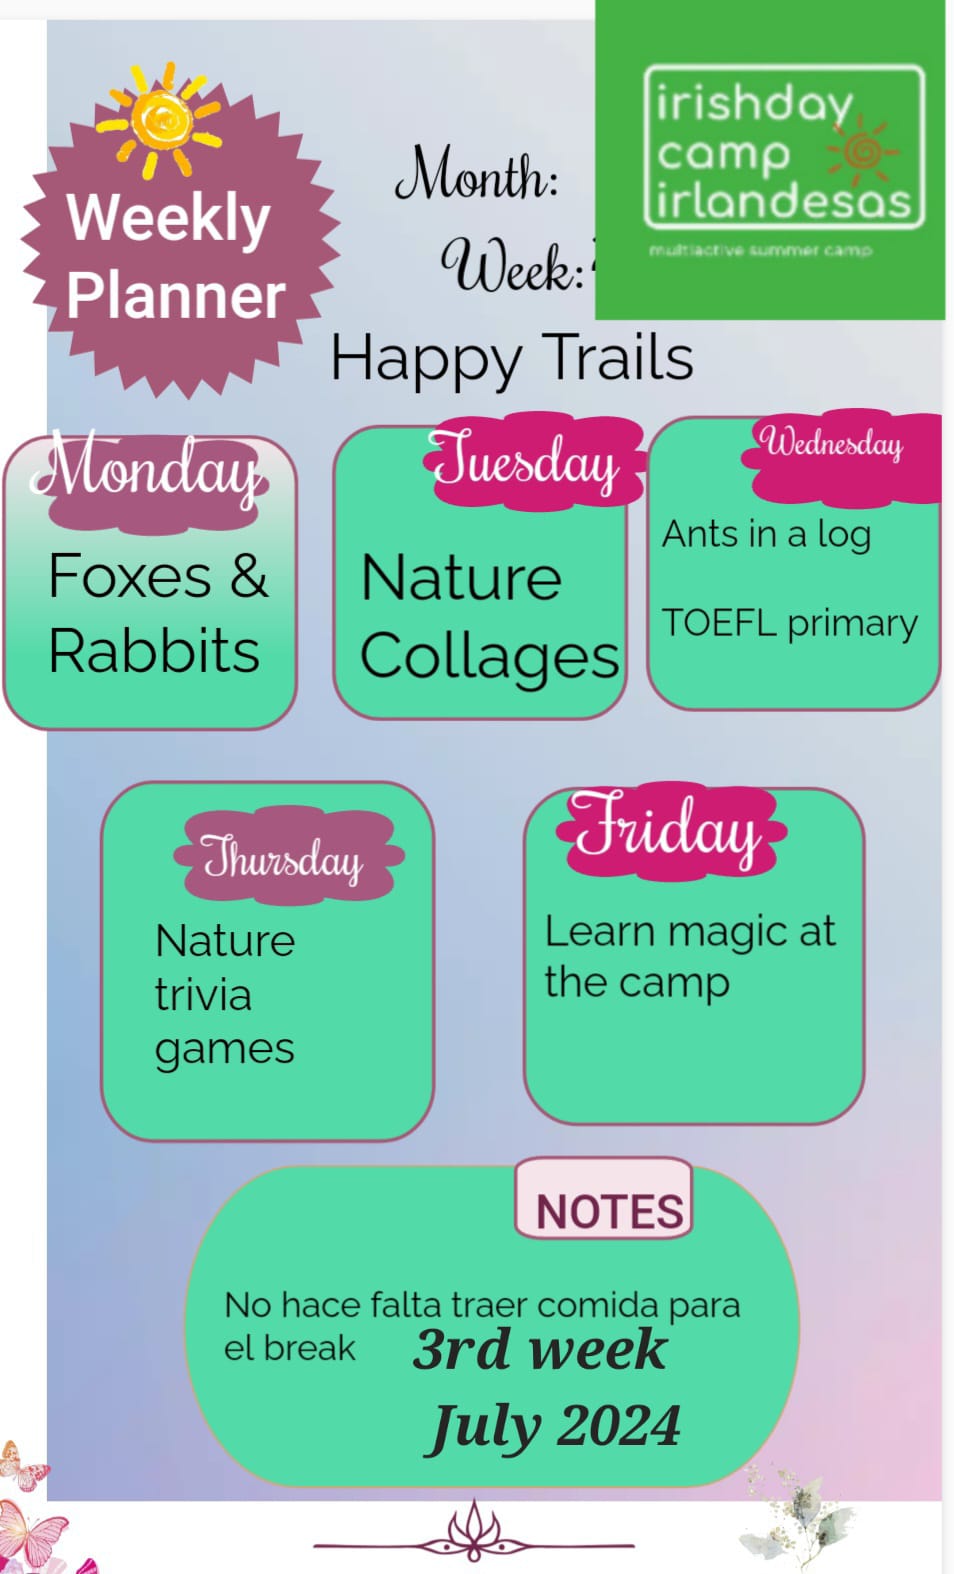 Weekly
Planner
Month:
Week:
irishday
camp
irlandesas
multiactive summer camp
Happy Trails
Monday
Foxes &
Rabbits
Tuesday
Nature
Collages
Wednesday
Ants in a log
TOEFL primary
Thursday
Nature
trivia
games
Friday
Learn magic at
the camp
NOTES
No hace falta traer comida para
el break
3rd week
July 2024